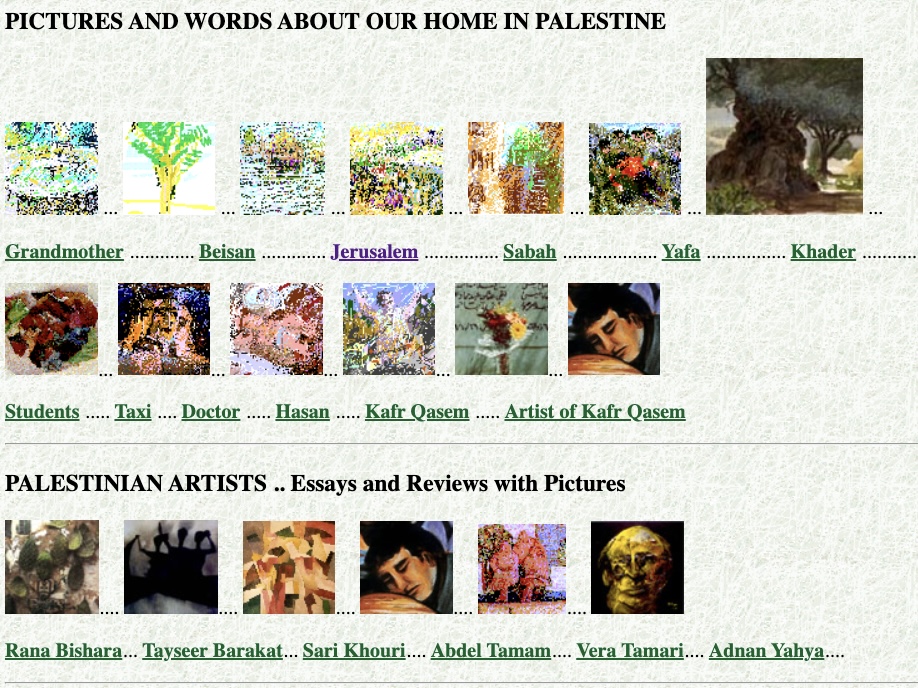 PICTURES AND WORDS ABOUT OUR HOME IN PALESTINE
... ... ... ... ... ... ...
Grandmother ............. Beisan ............. Jerusalem ............... Sabah ................... Yafa ................ Khader ...........
... ... ... ... ...
Students ..... Taxi .... Doctor ..... Hasan ..... Kafr Qasem ..... Artist of Kafr Qasem
PALESTINIAN ARTISTS .. Essays and Reviews with Pictures
.... .... .... .... ....
Rana Bishara... Tayseer Barakat... Sari Khouri.... Abdel Tamam.... Vera Tamari.... Adnan Yahya....